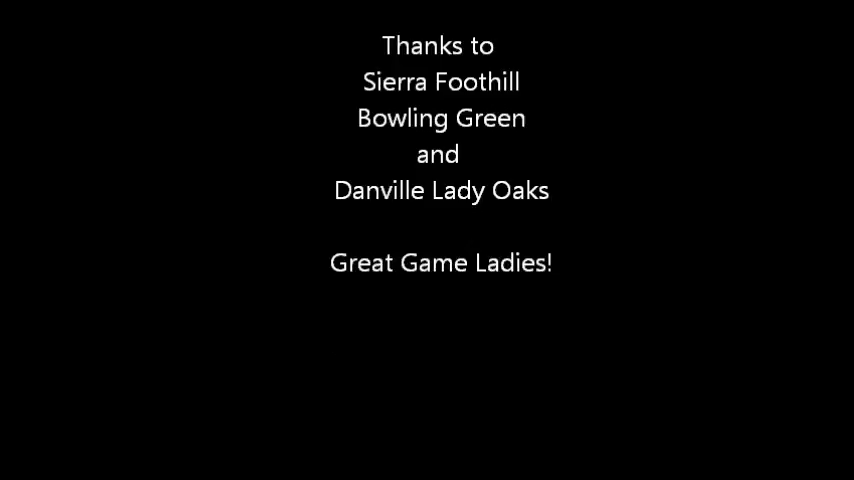 Thanks to
Sierra Foothill
Bowling Green
and
Danville Lady Oaks
Great Game Ladies!